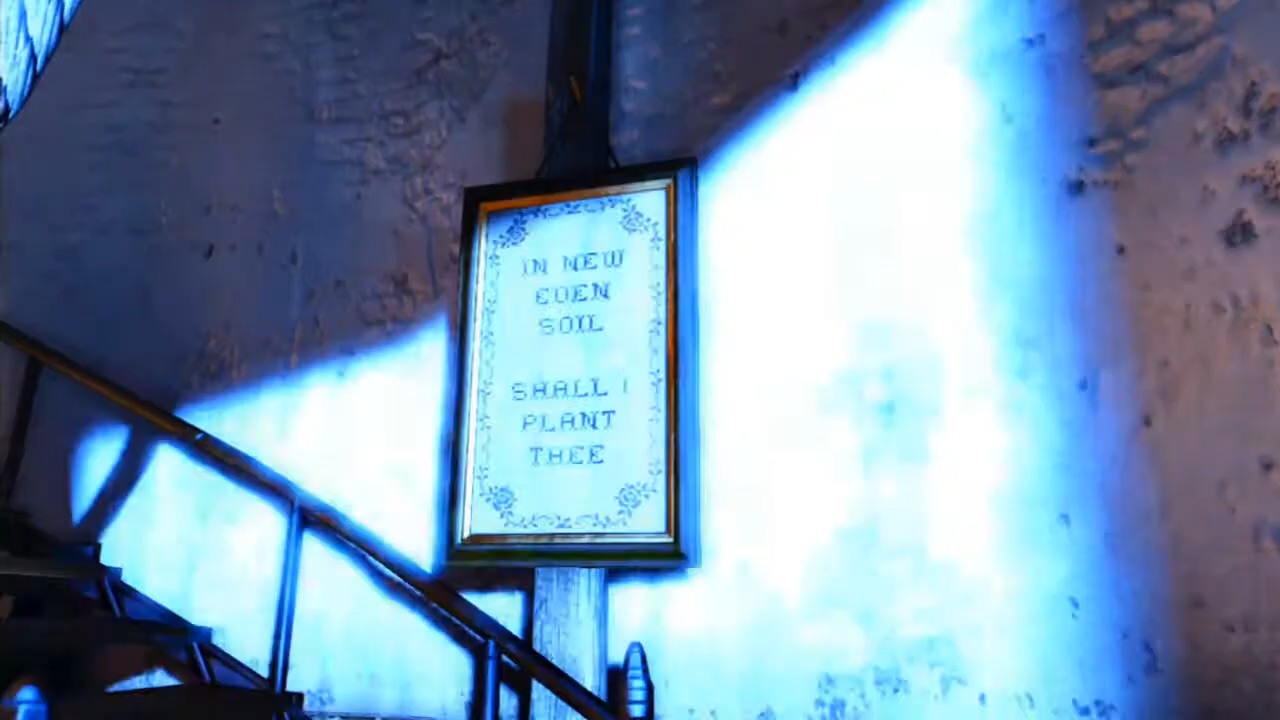 IN NEW
EDEN
SOIL
SHALL I
PLANT
THEE